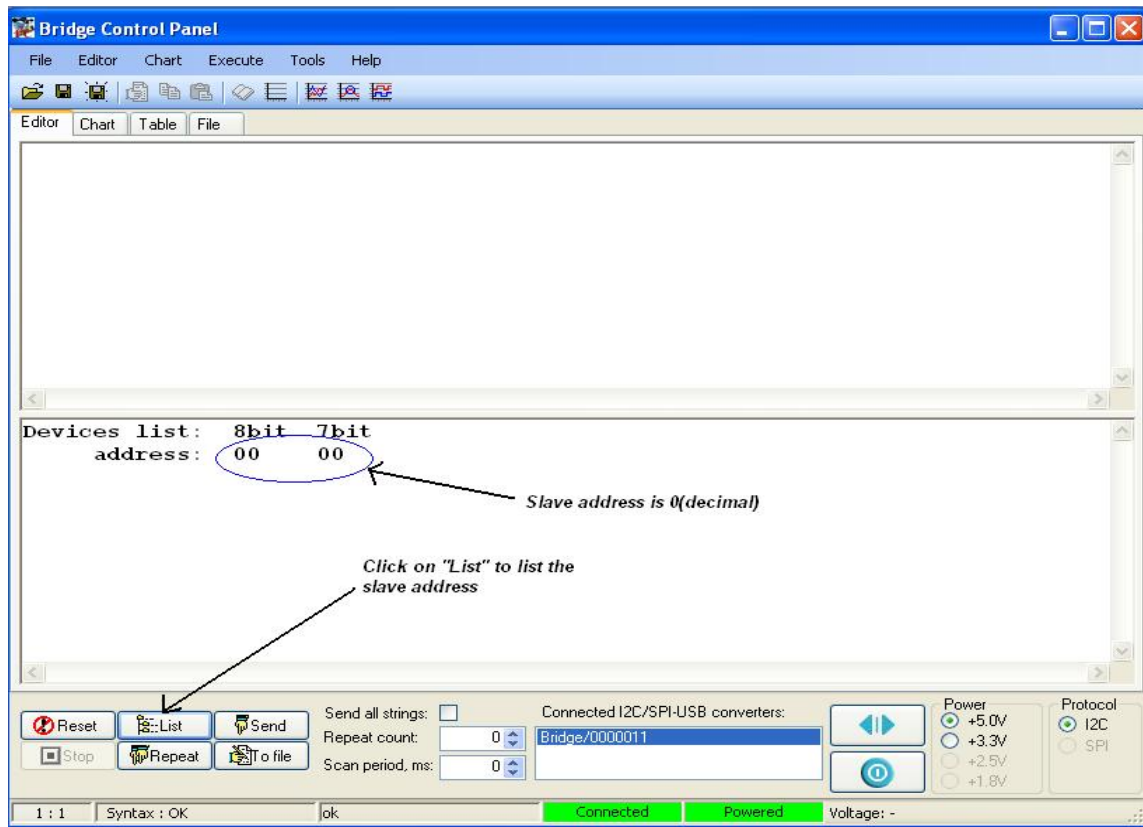 Bridge Control Panel
File Editor Chart Execute Tools Help
Editor Chart Table File
Devices list: 8bit 7bit
address: 00 00
Slave address is 0(decimal)
Click on "List" to list the
slave address
Reset List Send
Stop Repeat To file
Send all strings:
Repeat count: 0
Scan period, ms: 0
Connected I2C/SPI-USB converters:
Bridge/0000011
Power
+5.0V
+3.3V
+2.5V
+1.8V
Protocol
I2C
SPI
1 : 1 Syntax : OK ok Connected Powered Voltage: -